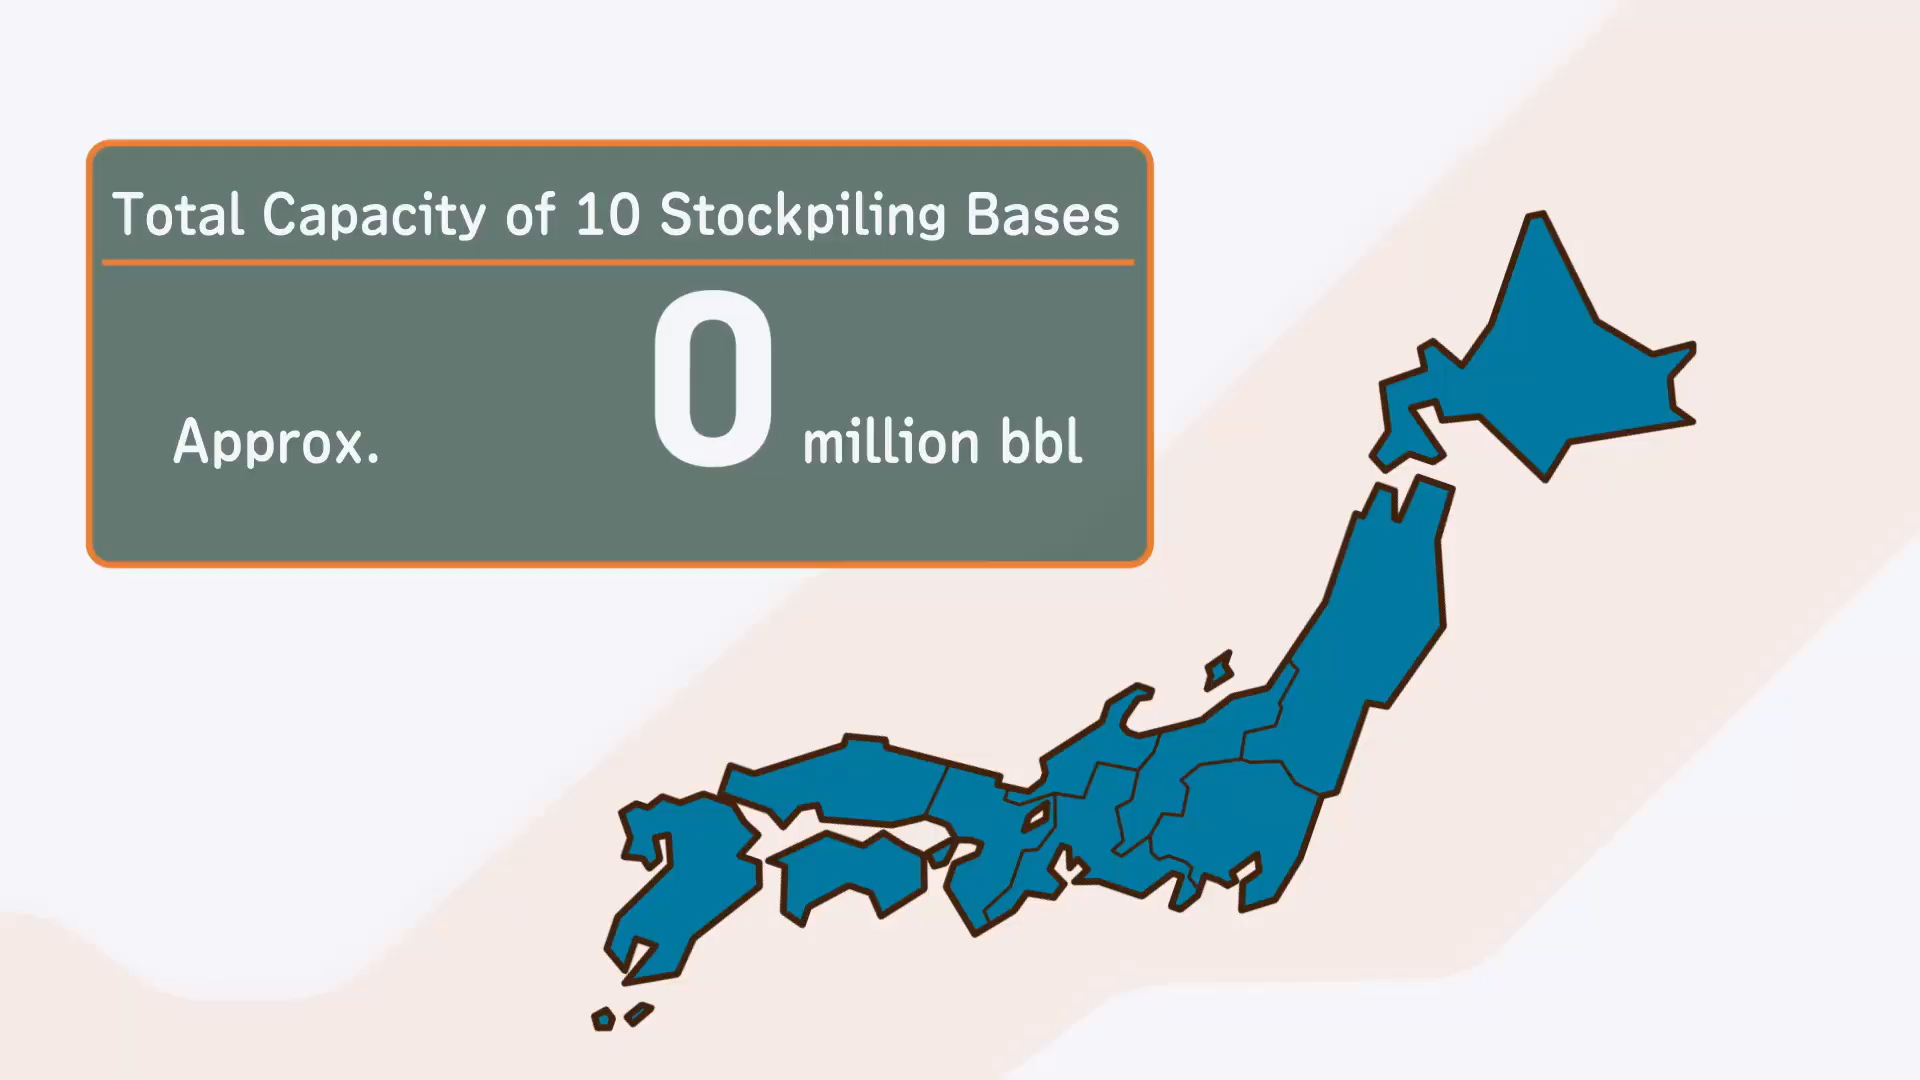 Total Capacity of 10 Stockpiling Bases
Approx. 0 million bbl